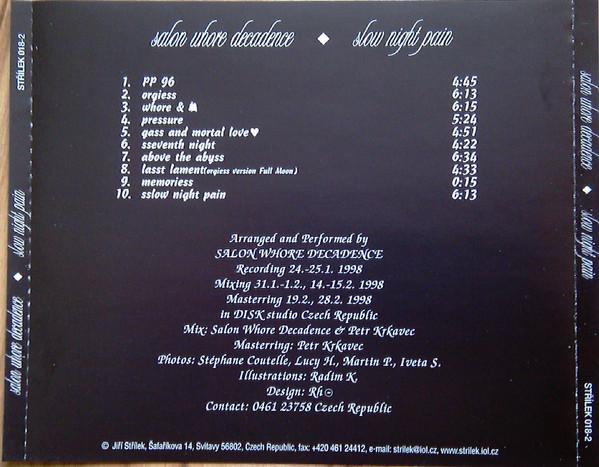 salon whore decadence ◆ slow night pain
1. PP 96 4:45
2. orgiess 6:13
3. whore & 🔔 6:15
4. pressure 5:24
5. gass and mortal love ♥ 4:51
6. sseventh night 4:22
7. above the abyss 6:34
8. lasst lament (orgiess version Full Moon) 4:33
9. memoriess 0:15
10. sslow night pain 6:13
Arranged and Performed by
SALON WHORE DECADENCE
Recording 24.-25.1. 1998
Mixing 31.1.-1.2., 14.-15.2. 1998
Masterring 19.2., 28.2. 1998
in DISK studio Czech Republic
Mix: Salon Whore Decadence & Petr Krkavec
Masterring: Petr Krkavec
Photos: Stéphane Coutelle, Lucy H., Martin P., Iveta S.
Illustrations: Radim K.
Design: Rh⊖
Contact: 0461 23758 Czech Republic
© Jiří Střílek, Šafaříkova 14, Svitavy 56802, Czech Republic, fax: +420 461 24412, e-mail: strilek@iol.cz, www.strilek.iol.cz
salon whore decadence ◆ slow night pain
STŘÍLEK 018-2
salon whore decadence ◆ slow night pain
STŘÍLEK 018-2